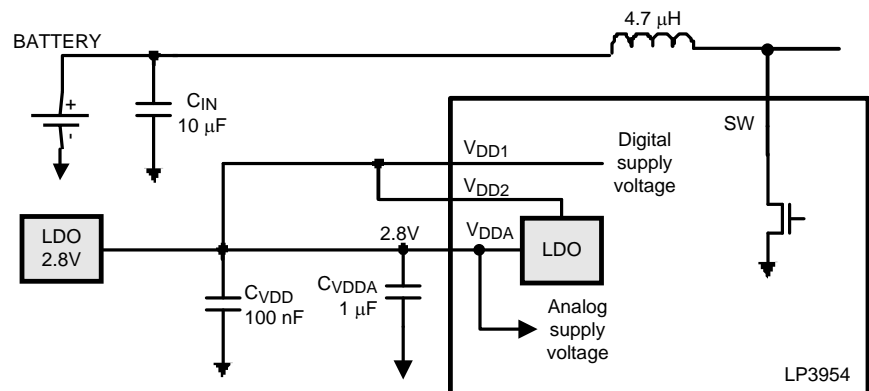 4.7 μH
BATTERY
+
-
CIN
10 μF
SW
VDD1
Digital
supply
voltage
VDD2
LDO
2.8V
2.8V
VDDA
LDO
CVDD
100 nF
CVDDA
1 μF
Analog
supply
voltage
LP3954